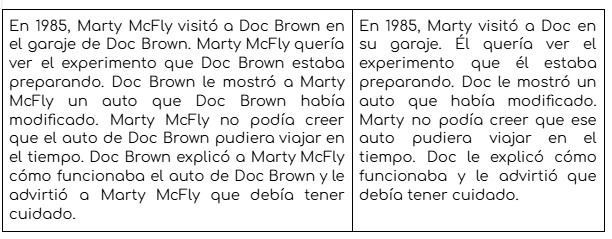 En 1985, Marty McFly visitó a Doc Brown en
el garaje de Doc Brown. Marty McFly quería
ver el experimento que Doc Brown estaba
preparando. Doc Brown le mostró a Marty
McFly un auto que Doc Brown había
modificado. Marty McFly no podía creer
que el auto de Doc Brown pudiera viajar en
el tiempo. Doc Brown explicó a Marty McFly
cómo funcionaba el auto de Doc Brown y le
advirtió a Marty McFly que debía tener
cuidado.
En 1985, Marty visitó a Doc en
su garaje. Él quería ver el
experimento que él estaba
preparando. Doc le mostró un
auto que había modificado.
Marty no podía creer que ese
auto pudiera viajar en el
tiempo. Doc le explicó cómo
funcionaba y le advirtió que
debía tener cuidado.